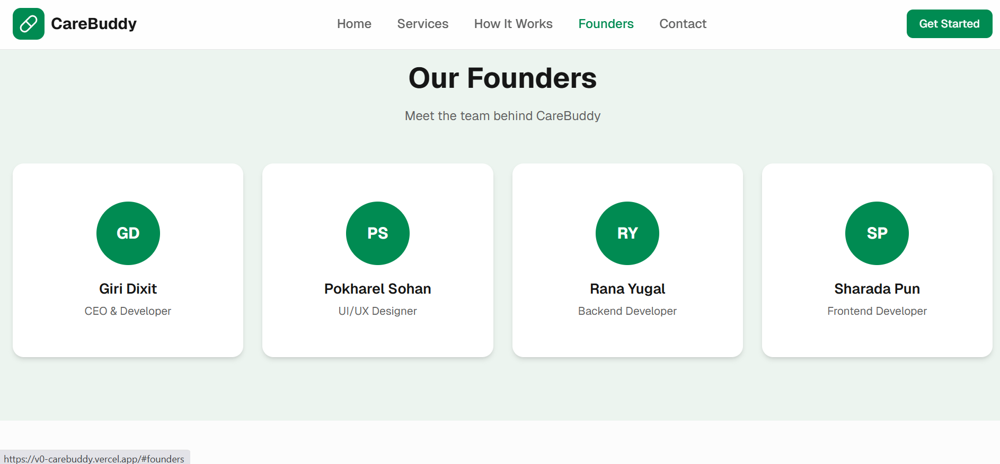 CareBuddy
Home
Services
How It Works
Founders
Contact
Get Started
Our Founders
Meet the team behind CareBuddy
GD
Giri Dixit
CEO & Developer
PS
Pokharel Sohan
UI/UX Designer
RY
Rana Yugal
Backend Developer
SP
Sharada Pun
Frontend Developer
https://v0-carebuddy.vercel.app/#founders